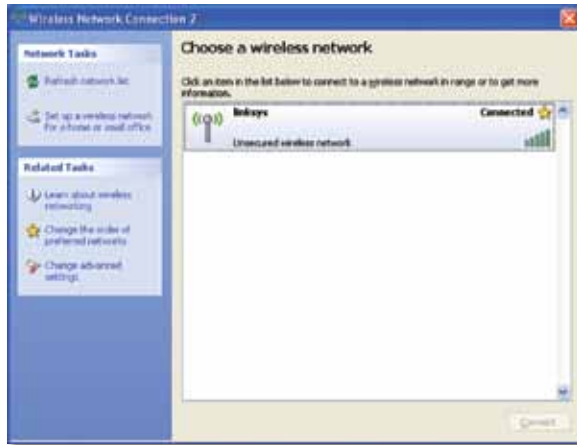 Wireless Network Connection 2
Network Tasks
Refresh network list
Set up a wireless network
for a home or small office
Related Tasks
Learn about wireless
networking
Change the order of
preferred networks
Change advanced
settings
Choose a wireless network
Click an item in the list below to connect to a wireless network in range or to get more
information.
linksys
Connected
Unsecured wireless network
Connect